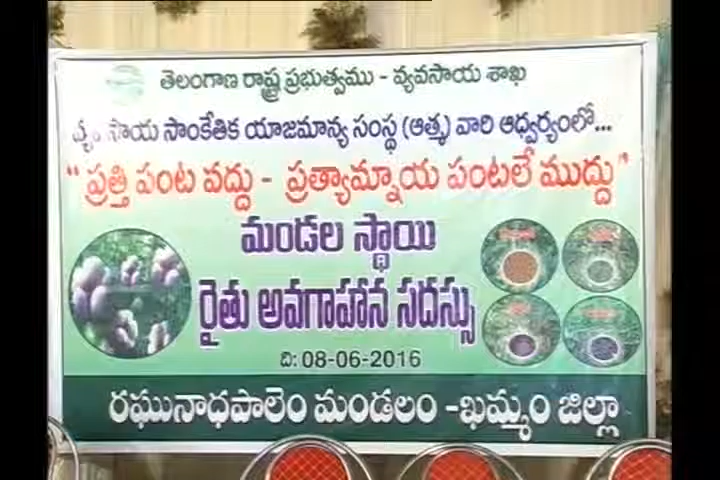 తెలంగాణ రాష్ట్ర ప్రభుత్వము - వ్యవసాయ శాఖ
సాంకేతిక యాజమాన్య సంస్థ (ఆత్మ) వారి ఆధ్వర్యంలో...
"ప్రత్తి పంట వద్దు - ప్రత్యామ్నాయ పంటలే ముద్దు"
మండల స్థాయి
రైతు అవగాహాన సదస్సు
ది: 08-06-2016
రఘునాధపాలెం మండలం -ఖమ్మం జిల్లా